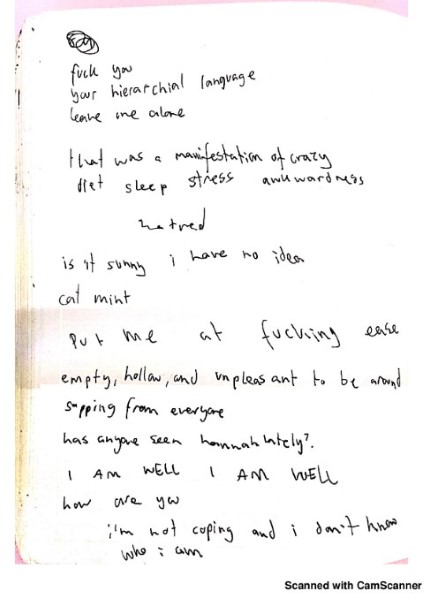 fuck you
your hierarchial language
leave me alone
that was a manifestation of crazy
diet sleep stress awkwardness
hatred
is it sunny i have no idea
cat mint
put me at fucking ease
empty, hollow, and unpleasant to be around
sapping from everyone
has anyone seen hannah lately?
I AM WELL I AM WELL
how are you
i'm not coping and i don't know
who i am
Scanned with CamScanner